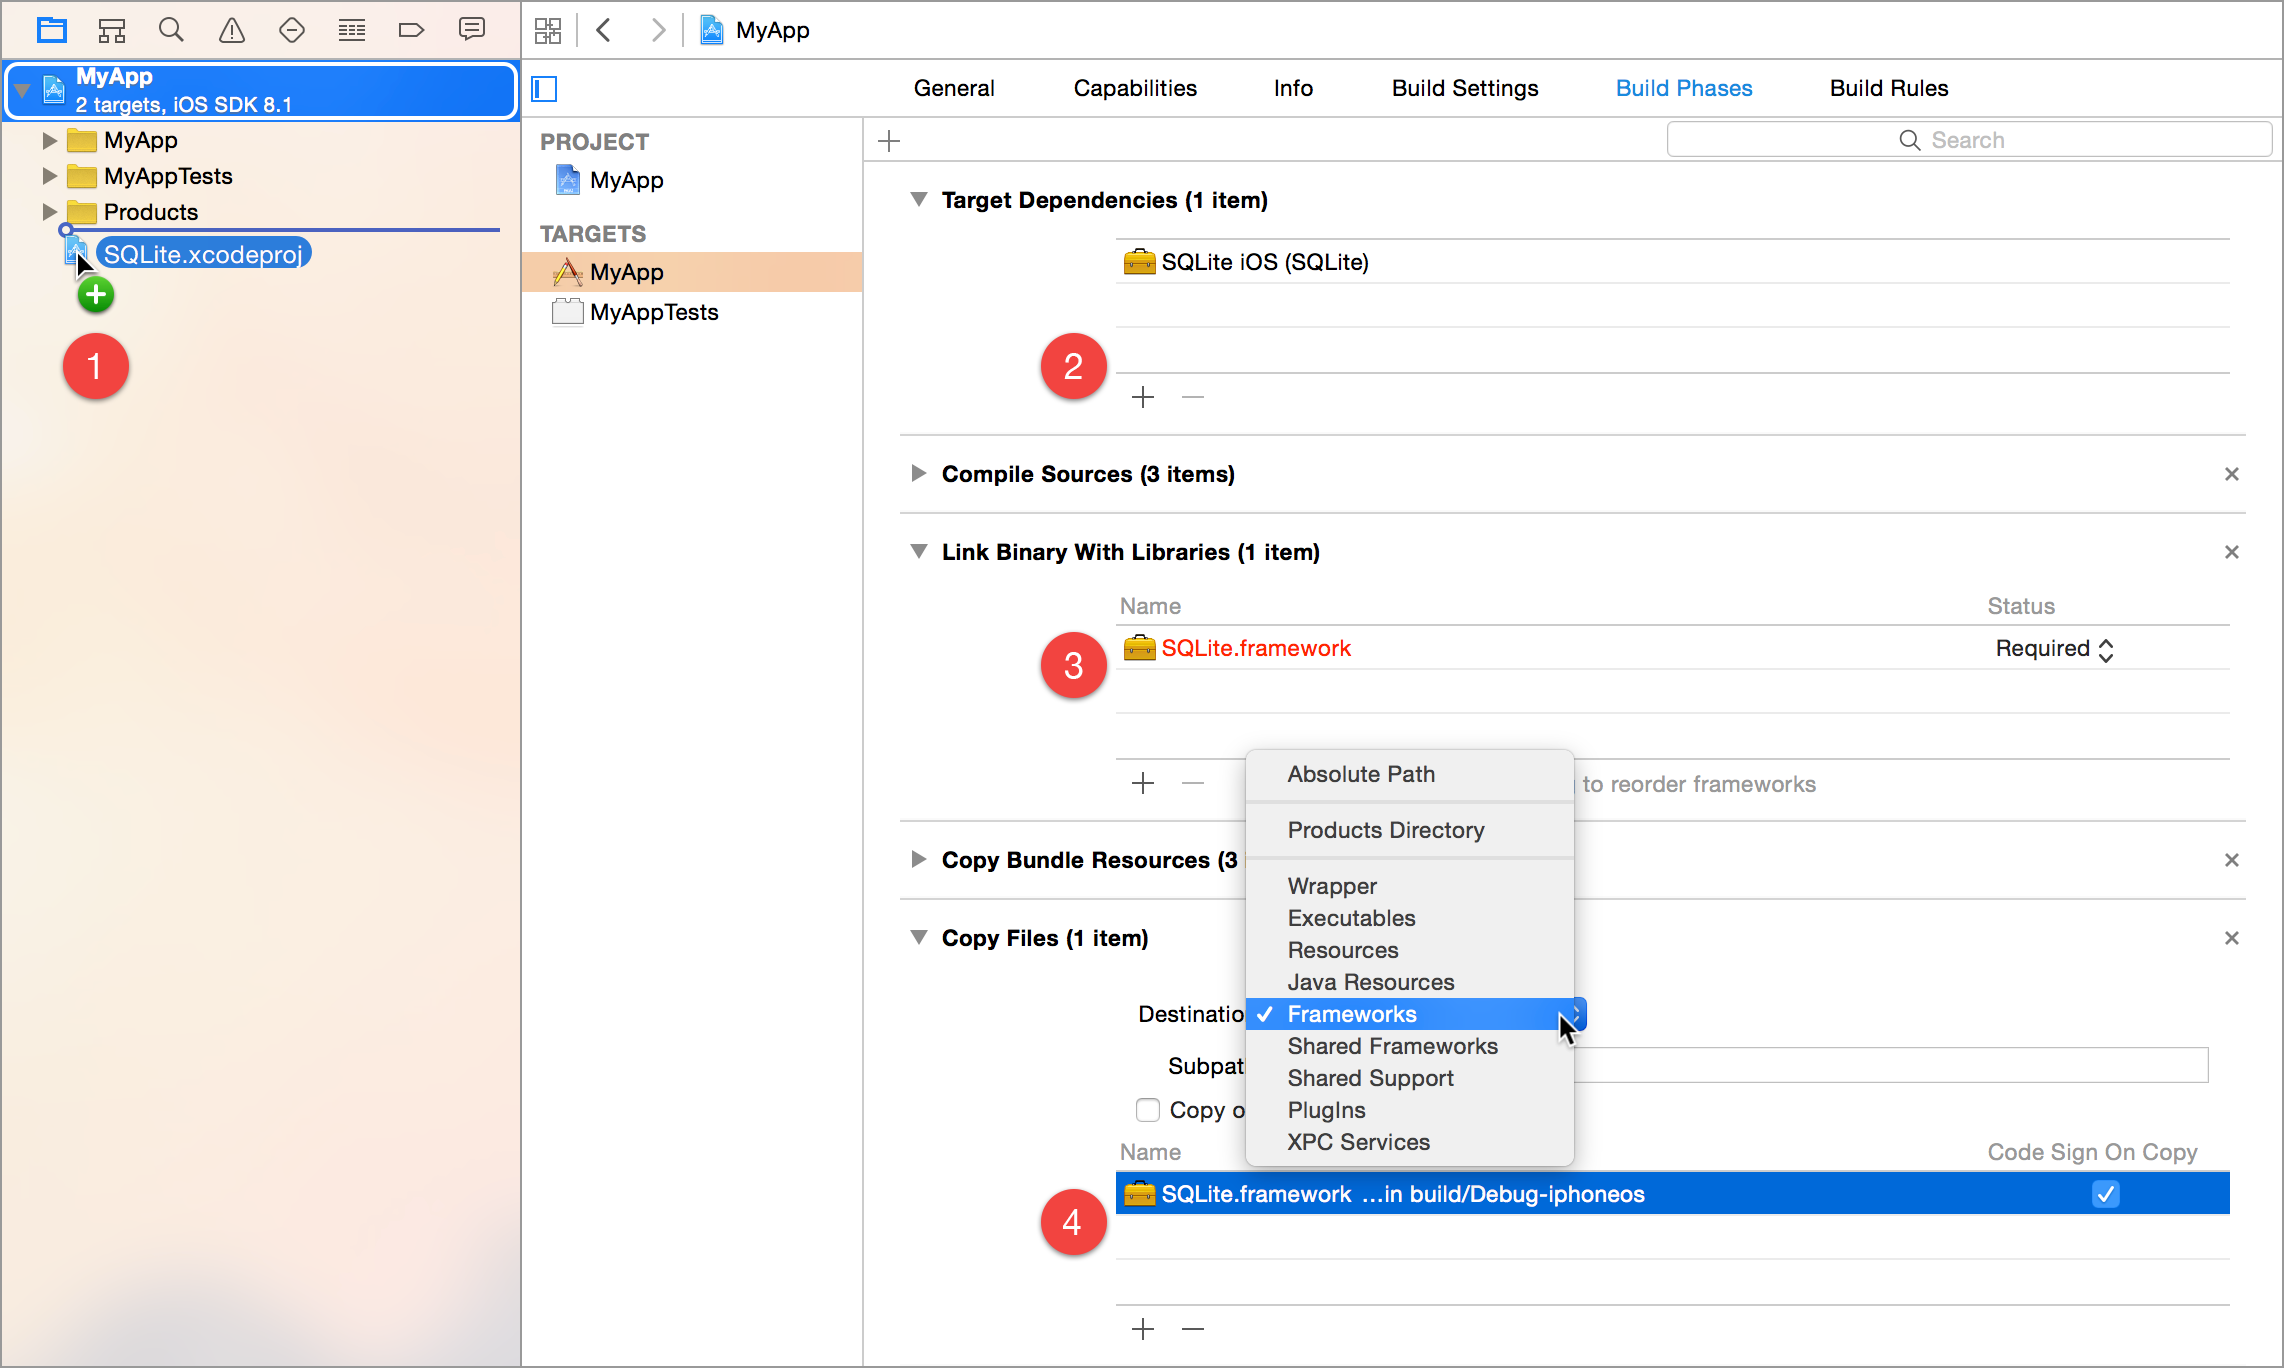 MyApp
MyApp
2 targets, iOS SDK 8.1
MyApp
MyAppTests
Products
SQLite.xcodeproj
1
General Capabilities Info Build Settings Build Phases Build Rules
PROJECT
MyApp
TARGETS
MyApp
MyAppTests
Search
Target Dependencies (1 item)
SQLite iOS (SQLite)
2
Compile Sources (3 items)
Link Binary With Libraries (1 item)
Name Status
SQLite.framework Required
3
to reorder frameworks
Copy Bundle Resources (3
Copy Files (1 item)
Absolute Path
Products Directory
Wrapper
Executables
Resources
Java Resources
Frameworks
Shared Frameworks
Shared Support
PlugIns
XPC Services
Destinatio
Subpat
Copy o
Name Code Sign On Copy
SQLite.framework ...in build/Debug-iphoneos
4